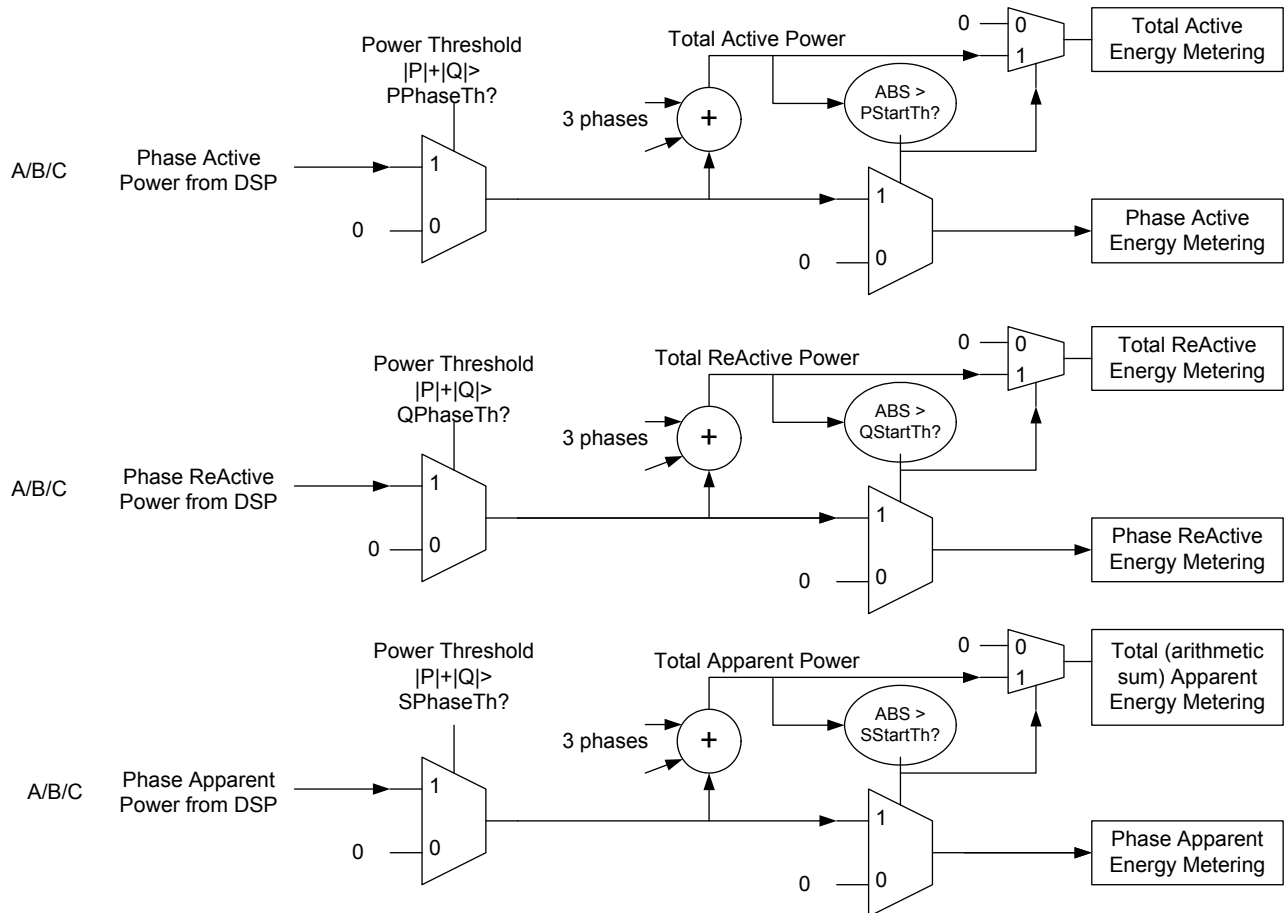 Power Threshold
|P|+|Q|>
PPhaseTh?
Total Active Power
0
0
1
Total Active
Energy Metering
3 phases
+
ABS >
PStartTh?
A/B/C
Phase Active
Power from DSP
1
0
0
1
0
0
Phase Active
Energy Metering
Power Threshold
|P|+|Q|>
QPhaseTh?
Total ReActive Power
0
0
1
Total ReActive
Energy Metering
3 phases
+
ABS >
QStartTh?
A/B/C
Phase ReActive
Power from DSP
1
0
0
1
0
0
Phase ReActive
Energy Metering
Power Threshold
|P|+|Q|>
SPhaseTh?
Total Apparent Power
0
0
1
Total (arithmetic
sum) Apparent
Energy Metering
3 phases
+
ABS >
SStartTh?
A/B/C
Phase Apparent
Power from DSP
1
0
0
1
0
0
Phase Apparent
Energy Metering